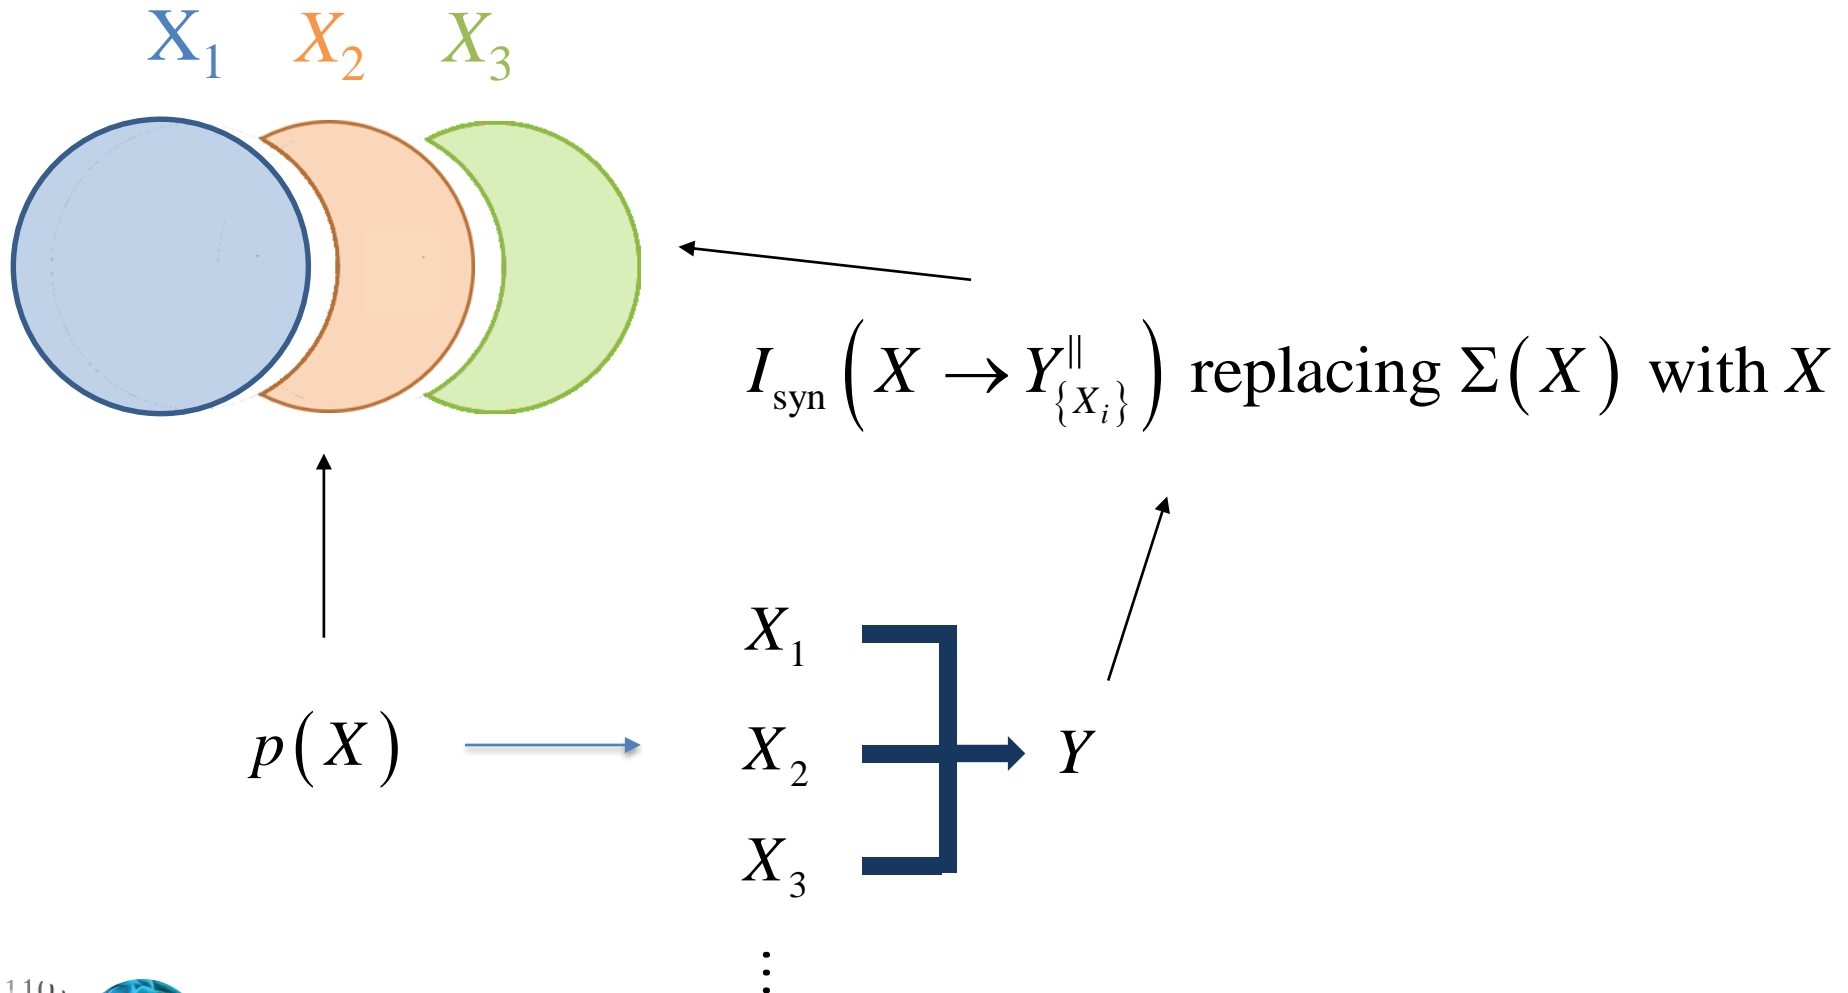 X₁ X₂ X₃
I_syn ( X → Y^∥_{X_i} ) replacing Σ( X ) with X
X₁
p( X ) X₂ Y
X₃
⋮